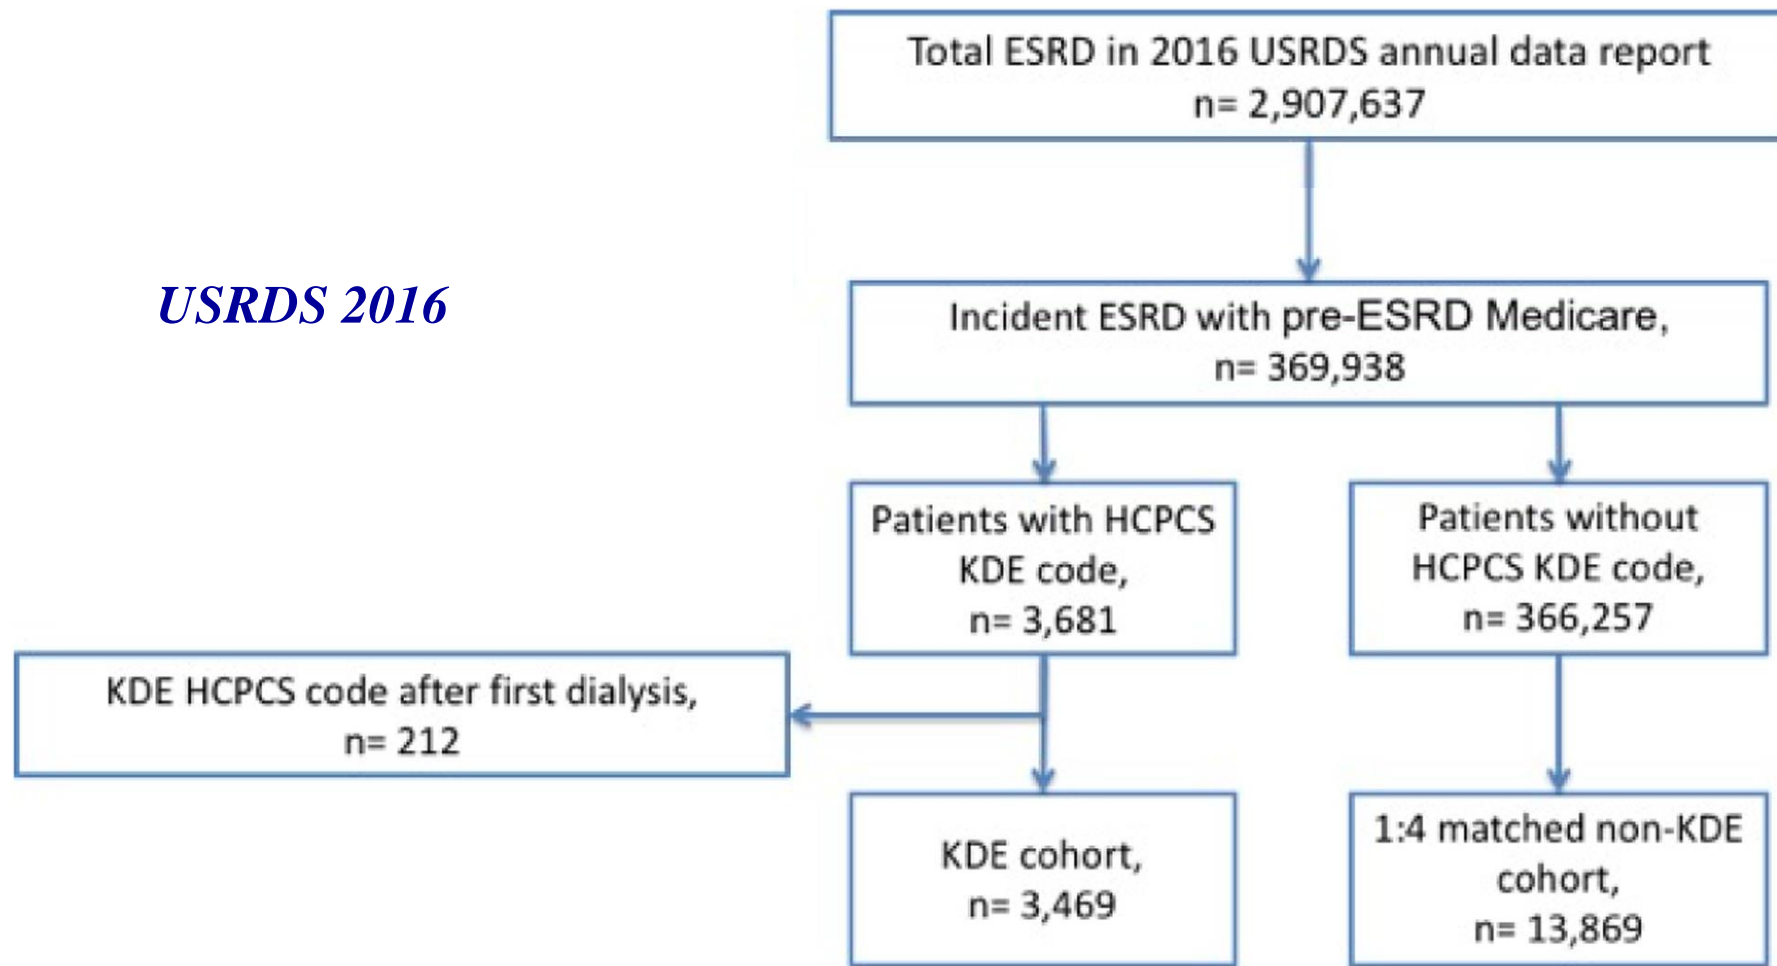 Total ESRD in 2016 USRDS annual data report
n= 2,907,637
USRDS 2016
Incident ESRD with pre-ESRD Medicare,
n= 369,938
Patients with HCPCS
KDE code,
n= 3,681
Patients without
HCPCS KDE code,
n= 366,257
KDE HCPCS code after first dialysis,
n= 212
KDE cohort,
n= 3,469
1:4 matched non-KDE
cohort,
n= 13,869